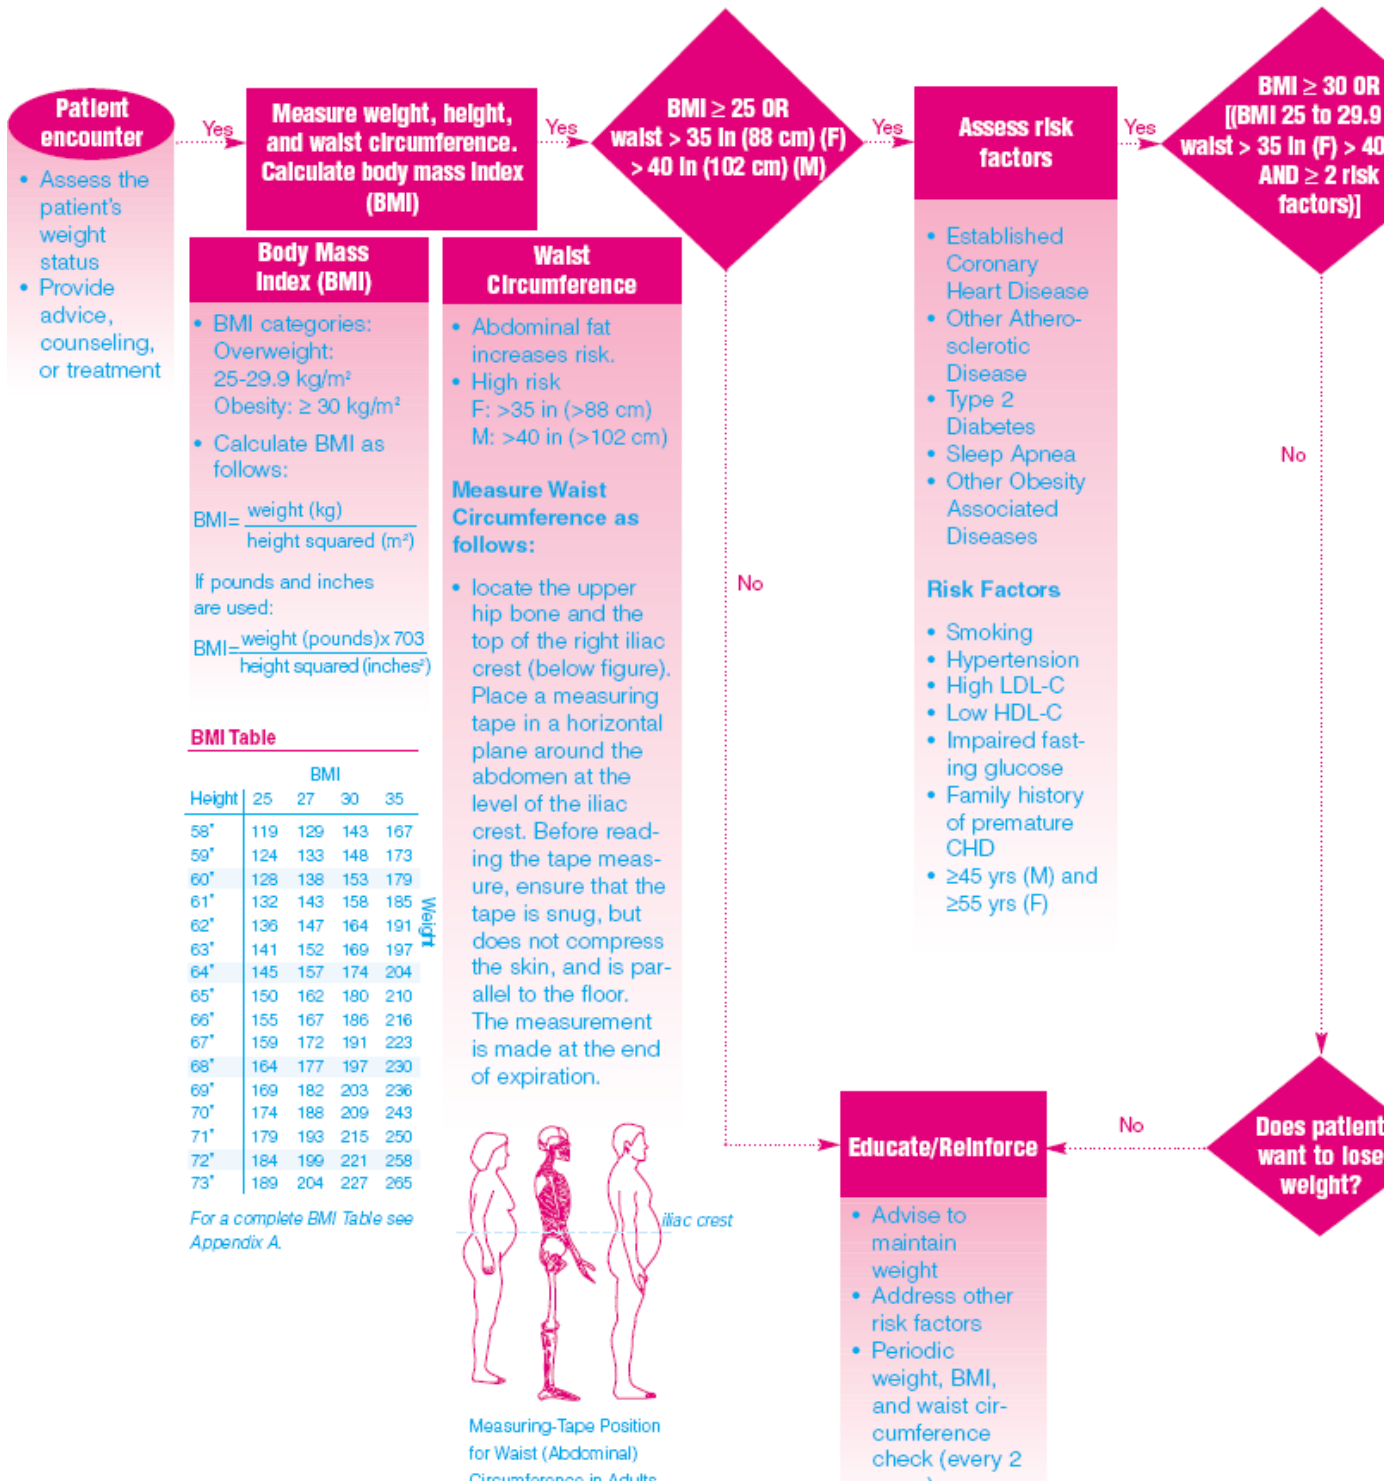 Patient
encounter
• Assess the
patient's
weight
status
• Provide
advice,
counseling,
or treatment
Yes
Measure weight, height,
and waist circumference.
Calculate body mass index
(BMI)
Yes
BMI ≥ 25 OR
waist > 35 in (88 cm) (F)
> 40 in (102 cm) (M)
Yes
Assess risk
factors
Yes
BMI ≥ 30 OR
[(BMI 25 to 29.9
waist > 35 in (F) > 40
AND ≥ 2 risk
factors)]
Body Mass
Index (BMI)
• BMI categories:
Overweight:
25-29.9 kg/m²
Obesity: ≥ 30 kg/m²
• Calculate BMI as
follows:
BMI= weight (kg)
height squared (m²)
If pounds and inches
are used:
BMI= weight (pounds)x 703
height squared (inches²)
BMI Table
BMI
Height 25 27 30 35
58" 119 129 143 167
59" 124 133 148 173
60" 128 138 153 179
61" 132 143 158 185
62" 136 147 164 191
63" 141 152 169 197
64" 145 157 174 204
65" 150 162 180 210
66" 155 167 186 216
67" 159 172 191 223
68" 164 177 197 230
69" 169 182 203 236
70" 174 188 209 243
71" 179 193 215 250
72" 184 199 221 258
73" 189 204 227 265
Weight
For a complete BMI Table see
Appendix A.
Waist
Circumference
• Abdominal fat
increases risk.
• High risk
F: >35 in (>88 cm)
M: >40 in (>102 cm)
Measure Waist
Circumference as
follows:
• locate the upper
hip bone and the
top of the right iliac
crest (below figure).
Place a measuring
tape in a horizontal
plane around the
abdomen at the
level of the iliac
crest. Before read-
ing the tape meas-
ure, ensure that the
tape is snug, but
does not compress
the skin, and is par-
allel to the floor.
The measurement
is made at the end
of expiration.
iliac crest
Measuring-Tape Position
for Waist (Abdominal)
Circumference in Adults
No
• Established
Coronary
Heart Disease
• Other Athero-
sclerotic
Disease
• Type 2
Diabetes
• Sleep Apnea
• Other Obesity
Associated
Diseases
Risk Factors
• Smoking
• Hypertension
• High LDL-C
• Low HDL-C
• Impaired fast-
ing glucose
• Family history
of premature
CHD
• ≥45 yrs (M) and
≥55 yrs (F)
No
Does patient
want to lose
weight?
No
Educate/Reinforce
• Advise to
maintain
weight
• Address other
risk factors
• Periodic
weight, BMI,
and waist cir-
cumference
check (every 2